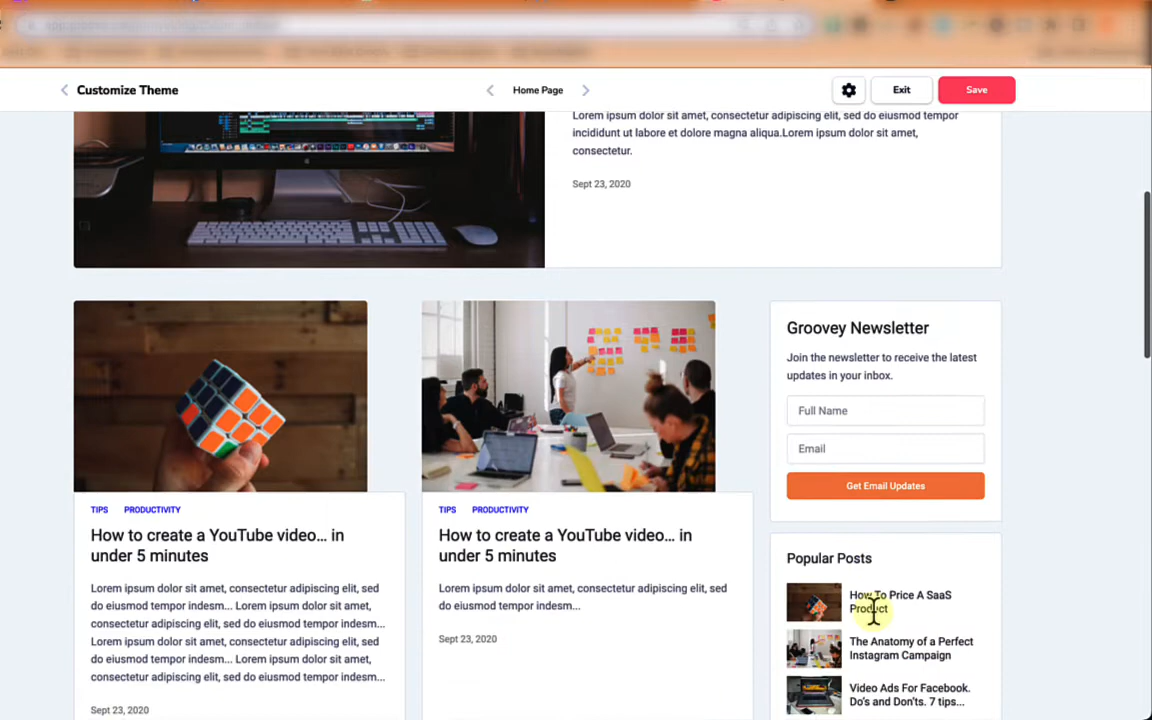 Customize Theme
Home Page
Exit
Save
Lorem ipsum dolor sit amet, consectetur adipiscing elit, sed do eiusmod tempor
incididunt ut labore et dolore magna aliqua.Lorem ipsum dolor sit amet,
consectetur.
Sept 23, 2020
TIPS PRODUCTIVITY
How to create a YouTube video... in
under 5 minutes
Lorem ipsum dolor sit amet, consectetur adipiscing elit, sed
do eiusmod tempor indesm... Lorem ipsum dolor sit amet,
consectetur adipiscing elit, sed do eiusmod tempor indesm...
Lorem ipsum dolor sit amet, consectetur adipiscing elit, sed
do eiusmod tempor indesm... Lorem ipsum dolor sit amet,
consectetur adipiscing elit, sed do eiusmod tempor indesm...
Sept 23, 2020
TIPS PRODUCTIVITY
How to create a YouTube video... in
under 5 minutes
Lorem ipsum dolor sit amet, consectetur adipiscing elit, sed
do eiusmod tempor indesm...
Sept 23, 2020
Groovey Newsletter
Join the newsletter to receive the latest
updates in your inbox.
Full Name
Email
Get Email Updates
Popular Posts
How To Price A SaaS
Product
The Anatomy of a Perfect
Instagram Campaign
Video Ads For Facebook.
Do's and Don'ts. 7 tips...